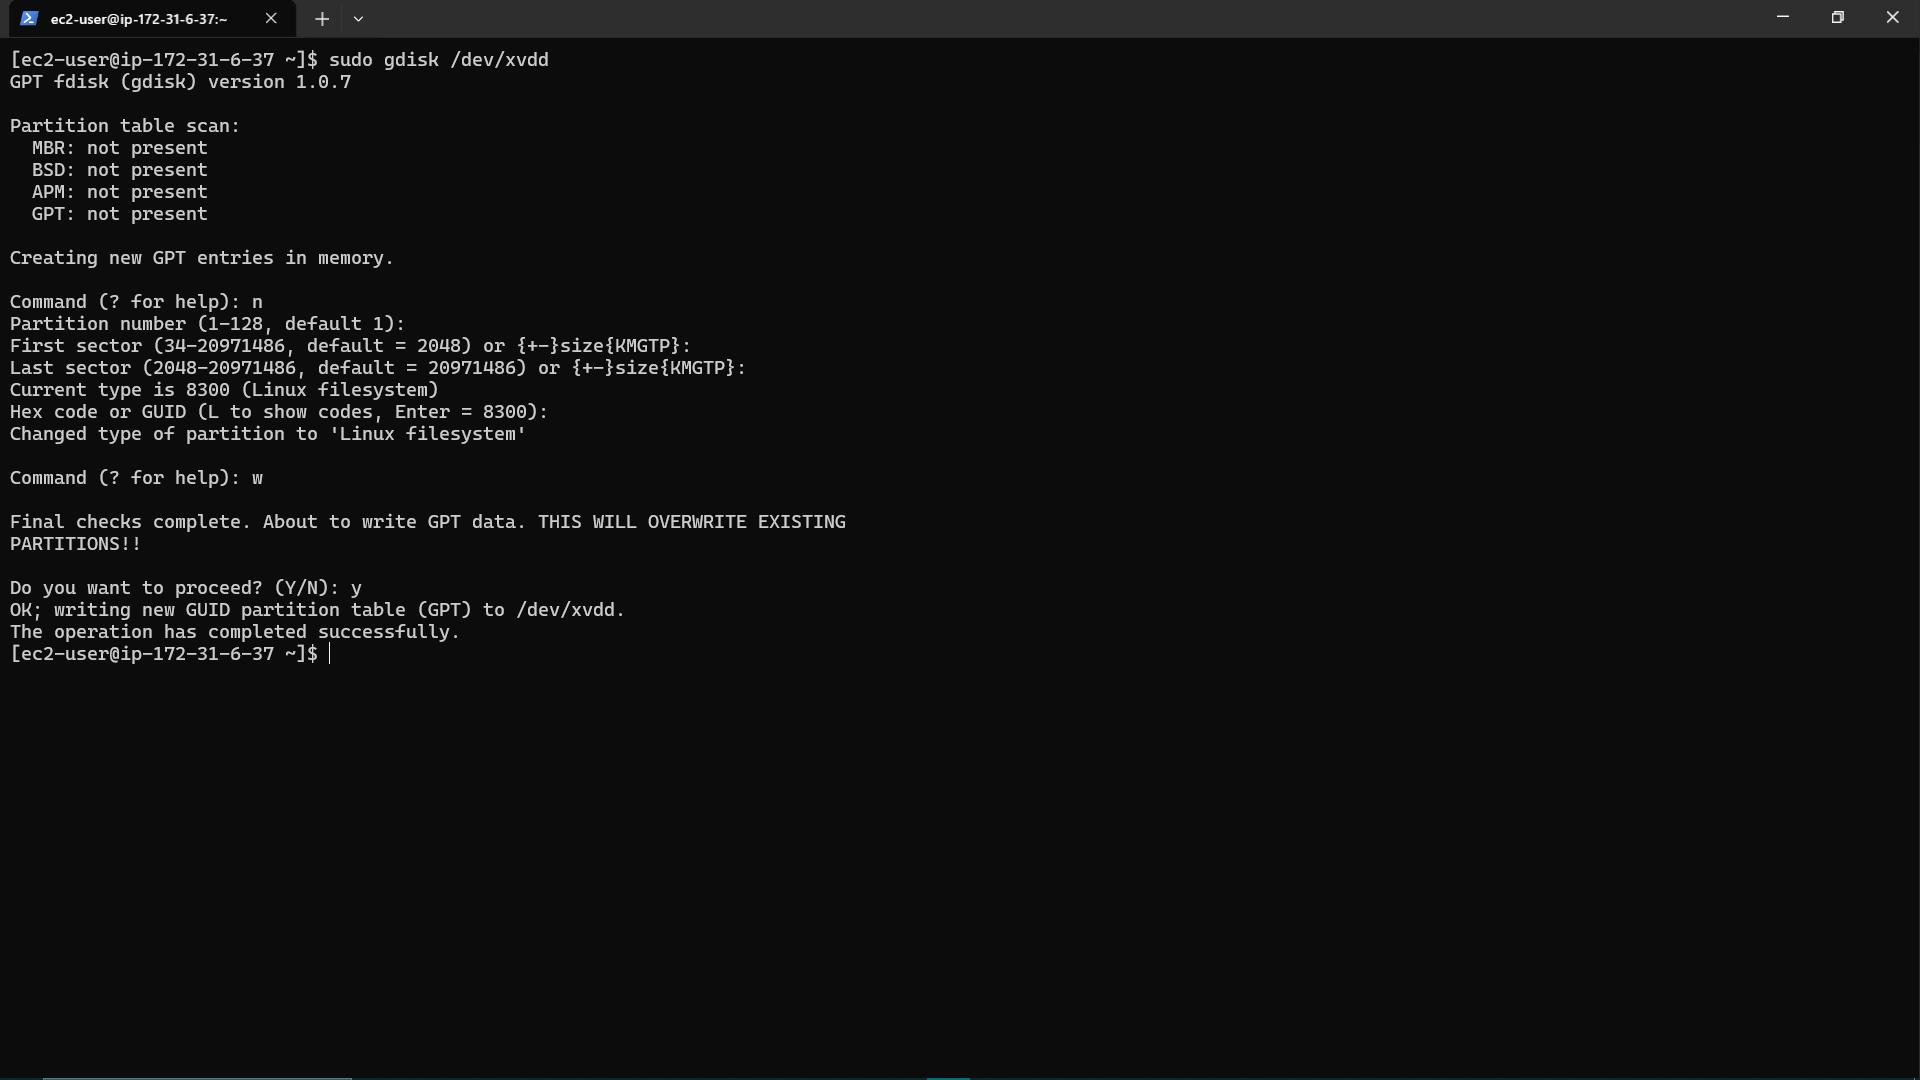 ec2-user@ip-172-31-6-37:~
[ec2-user@ip-172-31-6-37 ~]$ sudo gdisk /dev/xvdd
GPT fdisk (gdisk) version 1.0.7
Partition table scan:
  MBR: not present
  BSD: not present
  APM: not present
  GPT: not present
Creating new GPT entries in memory.
Command (? for help): n
Partition number (1-128, default 1):
First sector (34-20971486, default = 2048) or {+-}size{KMGTP}:
Last sector (2048-20971486, default = 20971486) or {+-}size{KMGTP}:
Current type is 8300 (Linux filesystem)
Hex code or GUID (L to show codes, Enter = 8300):
Changed type of partition to 'Linux filesystem'
Command (? for help): w
Final checks complete. About to write GPT data. THIS WILL OVERWRITE EXISTING
PARTITIONS!!
Do you want to proceed? (Y/N): y
OK; writing new GUID partition table (GPT) to /dev/xvdd.
The operation has completed successfully.
[ec2-user@ip-172-31-6-37 ~]$